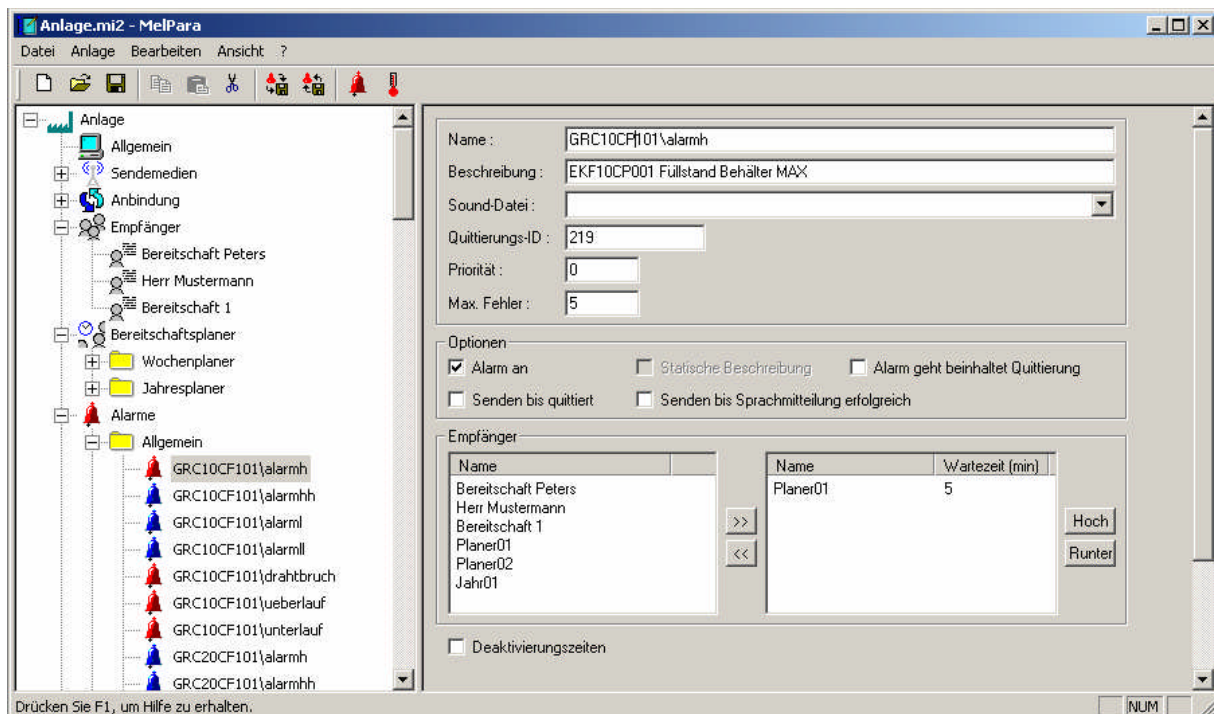 Anlage.mi2 - MelPara
Datei Anlage Bearbeiten Ansicht ?
Anlage
Allgemein
Sendemedien
Anbindung
Empfänger
Bereitschaft Peters
Herr Mustermann
Bereitschaft 1
Bereitschaftsplaner
Wochenplaner
Jahresplaner
Alarme
Allgemein
GRC10CF101\alarmh
GRC10CF101\alarmhh
GRC10CF101\alarml
GRC10CF101\alarmll
GRC10CF101\drahtbruch
GRC10CF101\ueberlauf
GRC10CF101\unterlauf
GRC20CF101\alarmh
GRC20CF101\alarmhh
Name : GRC10CP101\alarmh
Beschreibung : EKF10CP001 Füllstand Behälter MAX
Sound-Datei :
Quittierungs-ID : 219
Priorität : 0
Max. Fehler : 5
Optionen
Alarm an Statische Beschreibung Alarm geht beinhaltet Quittierung
Senden bis quittiert Senden bis Sprachmitteilung erfolgreich
Empfänger
Name
Bereitschaft Peters
Herr Mustermann
Bereitschaft 1
Planer01
Planer02
Jahr01
>>
<<
Name Wartezeit (min)
Planer01 5
Hoch
Runter
Deaktivierungszeiten
Drücken Sie F1, um Hilfe zu erhalten.
NUM